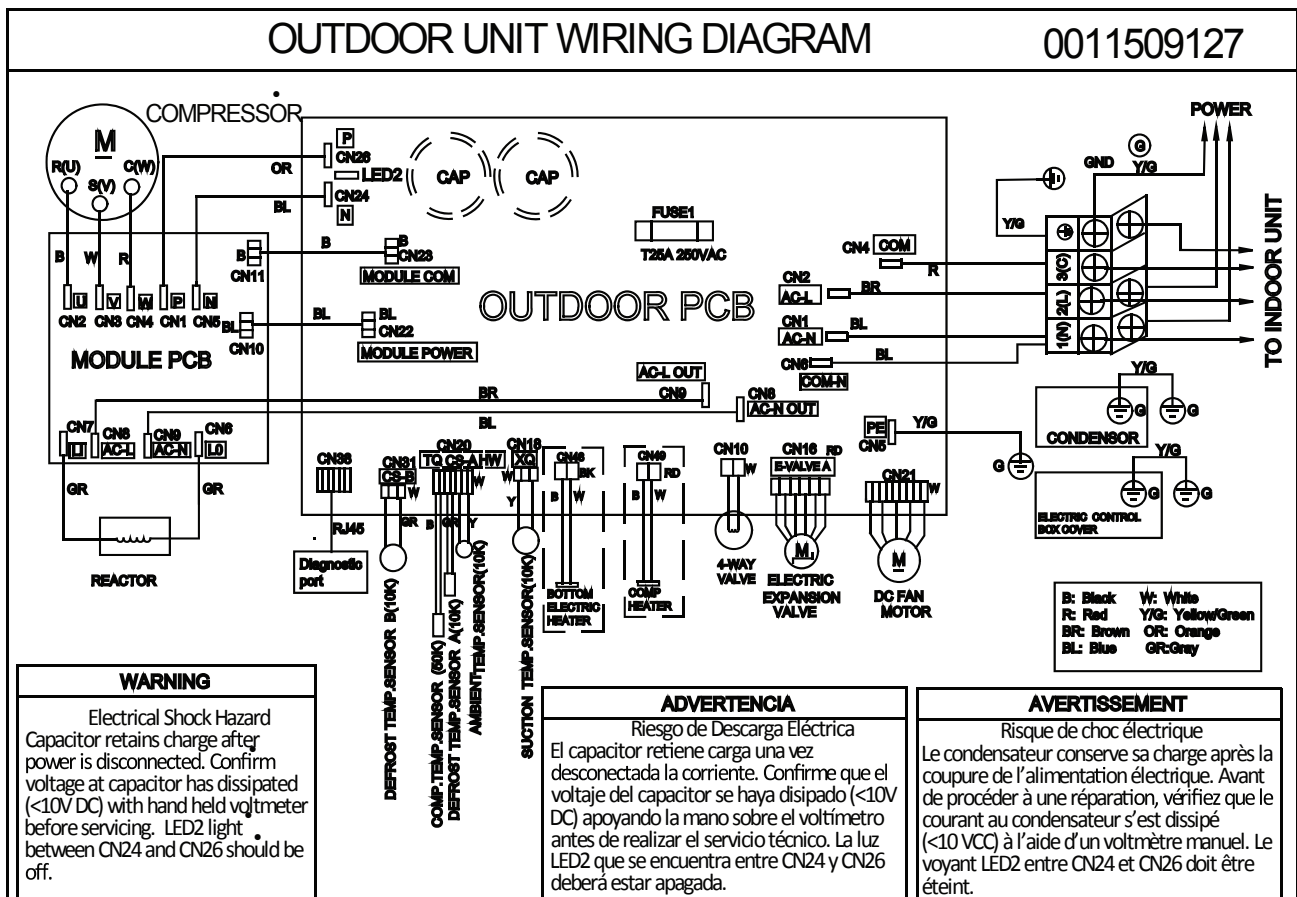 OUTDOOR UNIT WIRING DIAGRAM
0011509127
COMPRESSOR
M
R(U)
S(V)
C(W)
P
CN26
LED2
CN24
N
OR
BL
CAP
CAP
FUSE1
T25A 250VAC
POWER
G
GND
Y/G
Y/G
3(C)
2(L)
1(N)
TO INDOOR UNIT
B
W
R
U
V
W
P
N
CN2
CN3
CN4
CN1
CN5
B
CN11
B
B
CN23
MODULE COM
BL
CN10
BL
BL
CN22
MODULE POWER
MODULE PCB
OUTDOOR PCB
CN4
COM
R
CN2
AC-L
BR
CN1
AC-N
BL
CN6
COM-N
BL
AC-L OUT
CN9
BR
CN8
AC-N OUT
BL
CN7
LI
CN8
AC-L
CN9
AC-N
CN6
LO
GR
GR
REACTOR
CN36
RJ45
Diagnostic
port
CN31
CS-B
W
GR
DEFROST TEMP.SENSOR B(10K)
CN20
TQ CS-AHW
W
B
GR
Y
COMP.TEMP.SENSOR (50K)
DEFROST TEMP.SENSOR A(10K)
AMBIENT TEMP.SENSOR(10K)
CN18
XQ
W
Y
SUCTION TEMP.SENSOR(10K)
CN48
BK
B
W
BOTTOM
ELECTRIC
HEATER
CN49
RD
B
W
COMP
HEATER
CN10
W
4-WAY
VALVE
CN16
RD
E-VALVE A
M
ELECTRIC
EXPANSION
VALVE
CN21
W
M
DC FAN
MOTOR
PE
CN5
Y/G
G
Y/G
G
G
CONDENSOR
Y/G
G
G
ELECTRIC CONTROL
BOX COVER
B: Black W: White
R: Red Y/G: Yellow/Green
BR: Brown OR: Orange
BL: Blue GR:Gray
WARNING
Electrical Shock Hazard
Capacitor retains charge after
power is disconnected. Confirm
voltage at capacitor has dissipated
(<10V DC) with hand held voltmeter
before servicing. LED2 light
between CN24 and CN26 should be
off.
ADVERTENCIA
Riesgo de Descarga Eléctrica
El capacitor retiene carga una vez
desconectada la corriente. Confirme que el
voltaje del capacitor se haya disipado (<10V
DC) apoyando la mano sobre el voltímetro
antes de realizar el servicio técnico. La luz
LED2 que se encuentra entre CN24 y CN26
deberá estar apagada.
AVERTISSEMENT
Risque de choc électrique
Le condensateur conserve sa charge après la
coupure de l'alimentation électrique. Avant
de procéder à une réparation, vérifiez que le
courant au condensateur s'est dissipé
(<10 VCC) à l'aide d'un voltmètre manuel. Le
voyant LED2 entre CN24 et CN26 doit être
éteint.